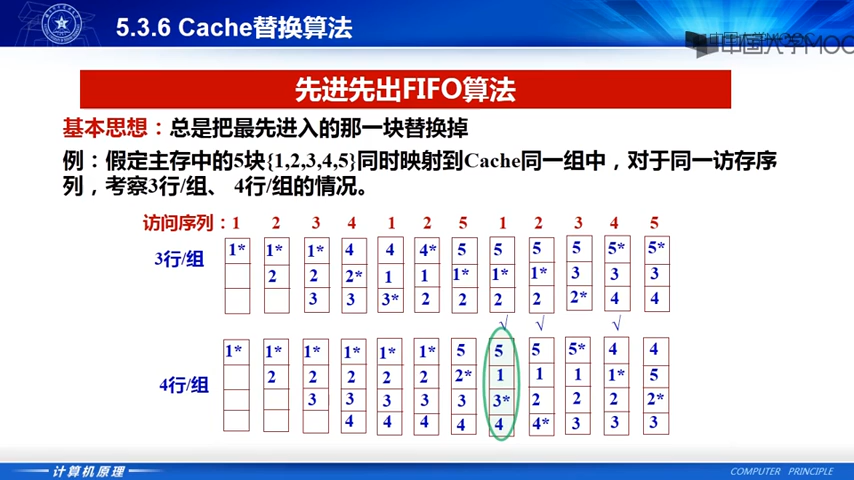 5.3.6 Cache替换算法
中国大学MOOC
先进先出FIFO算法
基本思想：总是把最先进入的那一块替换掉
例：假定主存中的5块{1,2,3,4,5}同时映射到Cache同一组中，对于同一访存序
列，考察3行/组、 4行/组的情况。
访问序列: 1 2 3 4 1 2 5 1 2 3 4 5
3行/组
1* 1* 1* 4 4 4* 5 5 5 5 5* 5*
2 2 2* 1 1 1* 1* 1* 3 3 3
3 3 3* 2 2 2 2 2* 4 4
√ √ √
4行/组
1* 1* 1* 1* 1* 1* 5 5 5 5* 4 4
2 2 2 2 2 2* 1 1 1 1* 5
3 3 3 3 3 3* 2 2 2 2*
4 4 4 4 4 4* 3 3 3
计算机原理
COMPUTER PRINCIPLE